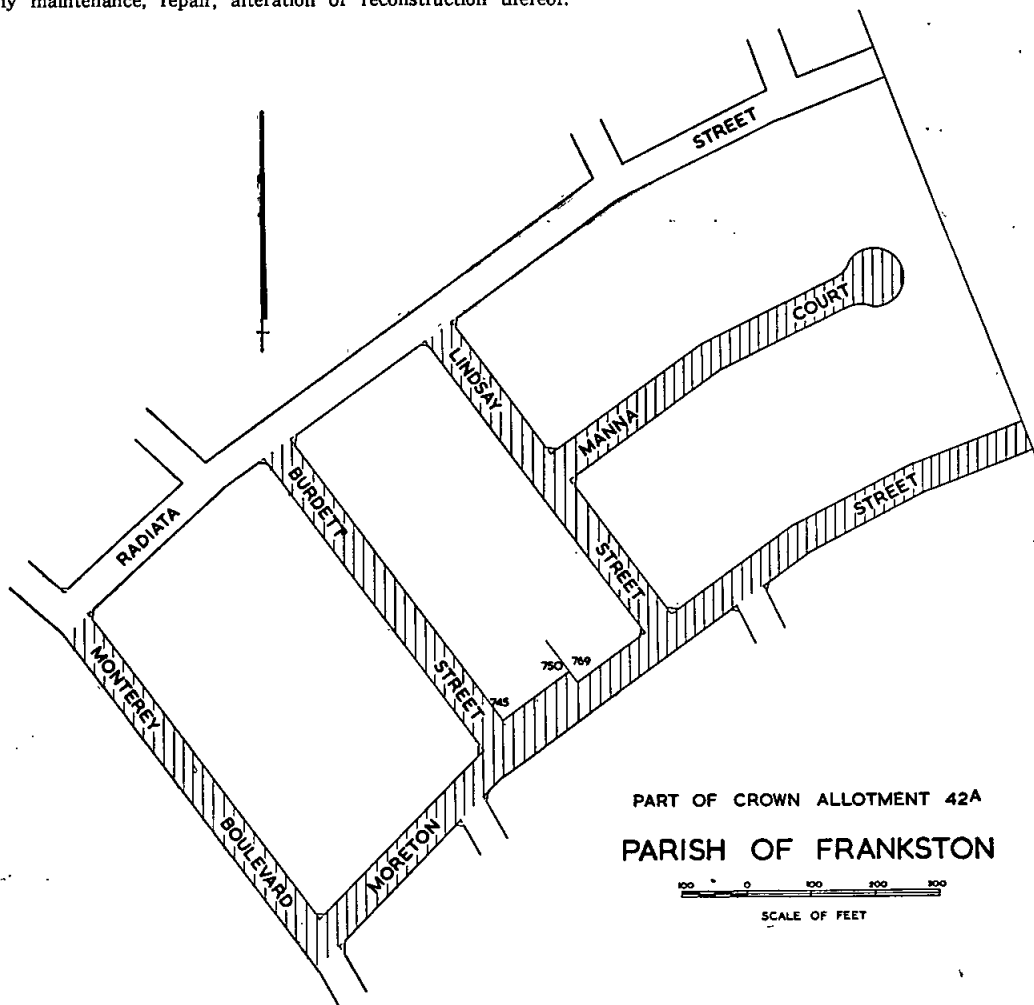 maintenance, repair, alteration or reconstruction thereof.
STREET
COURT
LINDSAY
MANNA
BURDETT
STREET
RADIATA
STREET
750 769
MONTEREY
STREET
745
PART OF CROWN ALLOTMENT 42A
BOULEVARD
MORETON
PARISH OF FRANKSTON
100 0 100 200 300
SCALE OF FEET